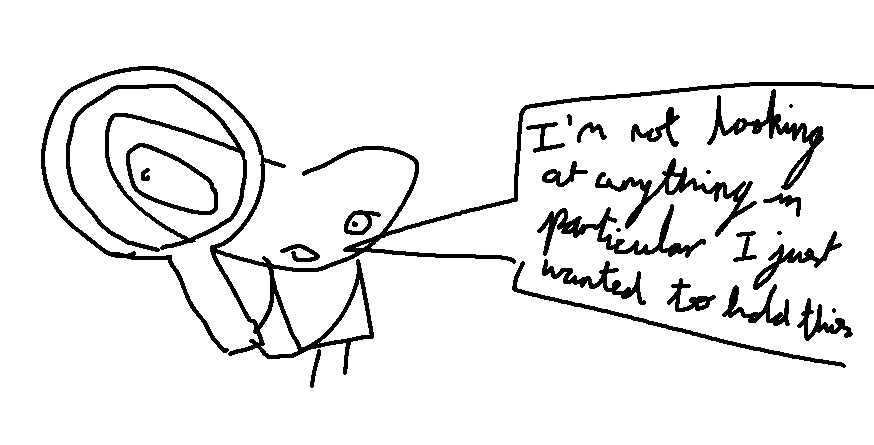 I'm not looking
at anything in
particular I just
wanted to hold this